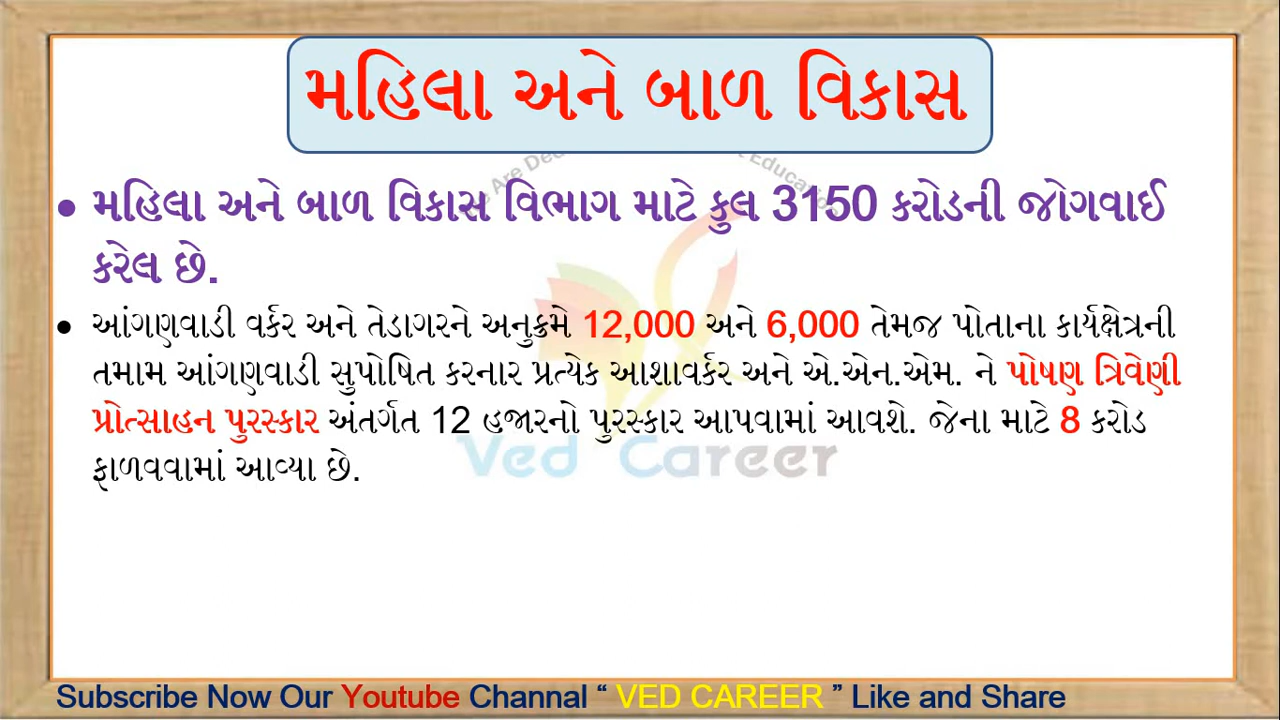 મહિલા અને બાળ વિકાસ
• મહિલા અને બાળ વિકાસ વિભાગ માટે કુલ 3150 કરોડની જોગવાઈ
કરેલ છે.
• આંગણવાડી વર્કર અને તેડાગરને અનુક્રમે 12,000 અને 6,000 તેમજ પોતાના કાર્યક્ષેત્રની
તમામ આંગણવાડી સુપોષિત કરનાર પ્રત્યેક આશાવર્કર અને એ.એન.એમ. ને પોષણ ત્રિવેણી
પ્રોત્સાહન પુરસ્કાર અંતર્ગત 12 હજારનો પુરસ્કાર આપવામાં આવશે. જેના માટે 8 કરોડ
ફાળવવામાં આવ્યા છે.
Ved Career
Subscribe Now Our Youtube Channal “ VED CAREER ” Like and Share